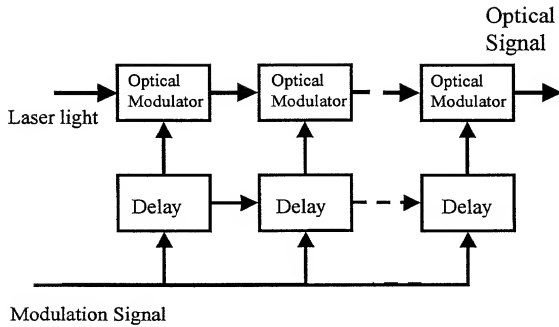 Optical
Signal
Optical
Modulator
Optical
Modulator
Optical
Modulator
Laser light
Delay
Delay
Delay
Modulation Signal